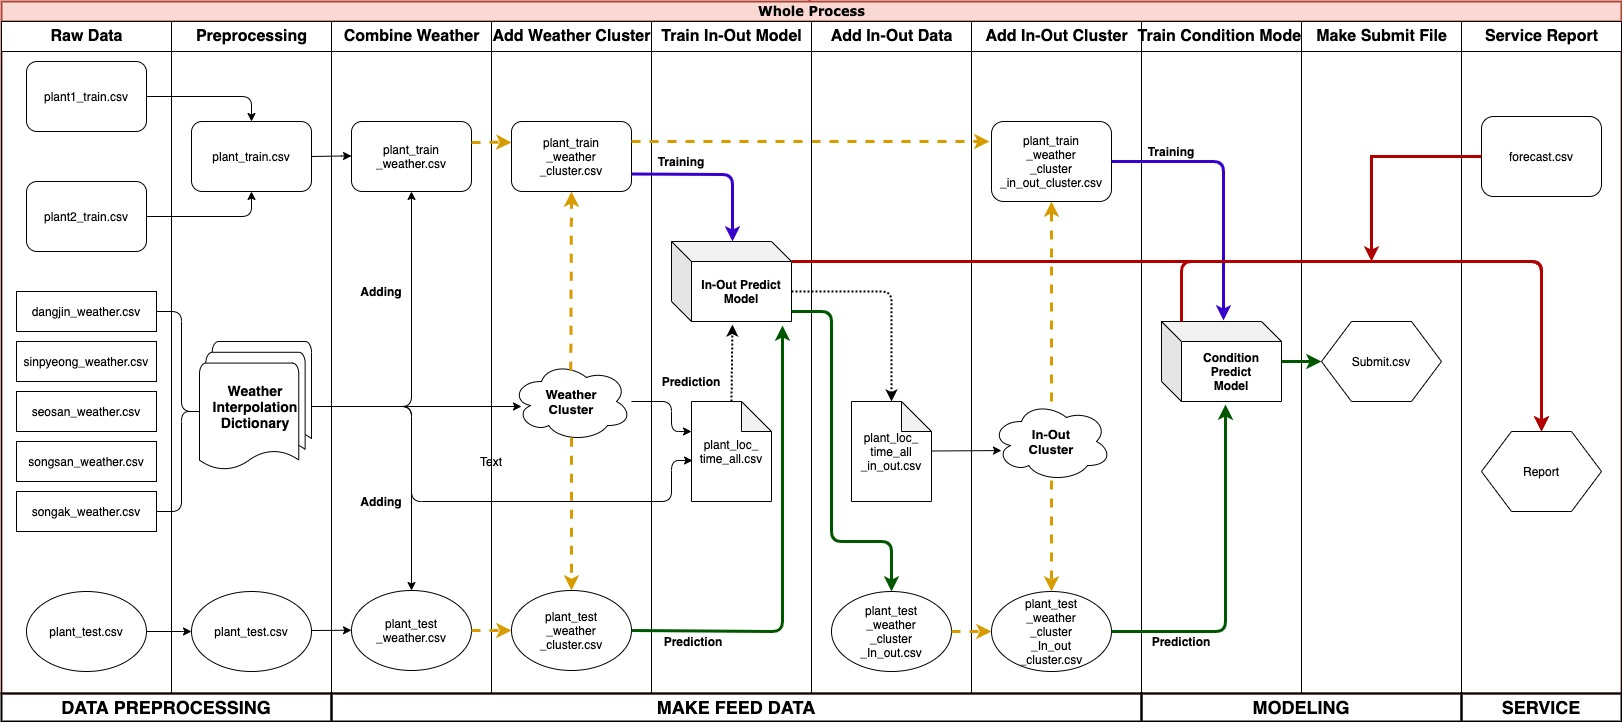 Whole Process
Raw Data
Preprocessing
Combine Weather
Add Weather Cluster
Train In-Out Model
Add In-Out Data
Add In-Out Cluster
Train Condition Mode
Make Submit File
Service Report
plant1_train.csv
plant2_train.csv
dangjin_weather.csv
sinpyeong_weather.csv
seosan_weather.csv
songsan_weather.csv
songak_weather.csv
plant_test.csv
plant_train.csv
Weather
Interpolation
Dictionary
plant_test.csv
plant_train
_weather.csv
Adding
Adding
plant_test
_weather.csv
plant_train
_weather
_cluster.csv
Weather
Cluster
Text
plant_test
_weather
_cluster.csv
Training
In-Out Predict
Model
Prediction
plant_loc_
time_all.csv
Prediction
plant_loc_
time_all
_in_out.csv
plant_test
_weather
_cluster
_In_out.csv
plant_train
_weather
_cluster
_in_out_cluster.csv
In-Out
Cluster
plant_test
_weather
_cluster
_In_out
_cluster.csv
Training
Condition
Predict
Model
Prediction
Submit.csv
forecast.csv
Report
DATA PREPROCESSING
MAKE FEED DATA
MODELING
SERVICE